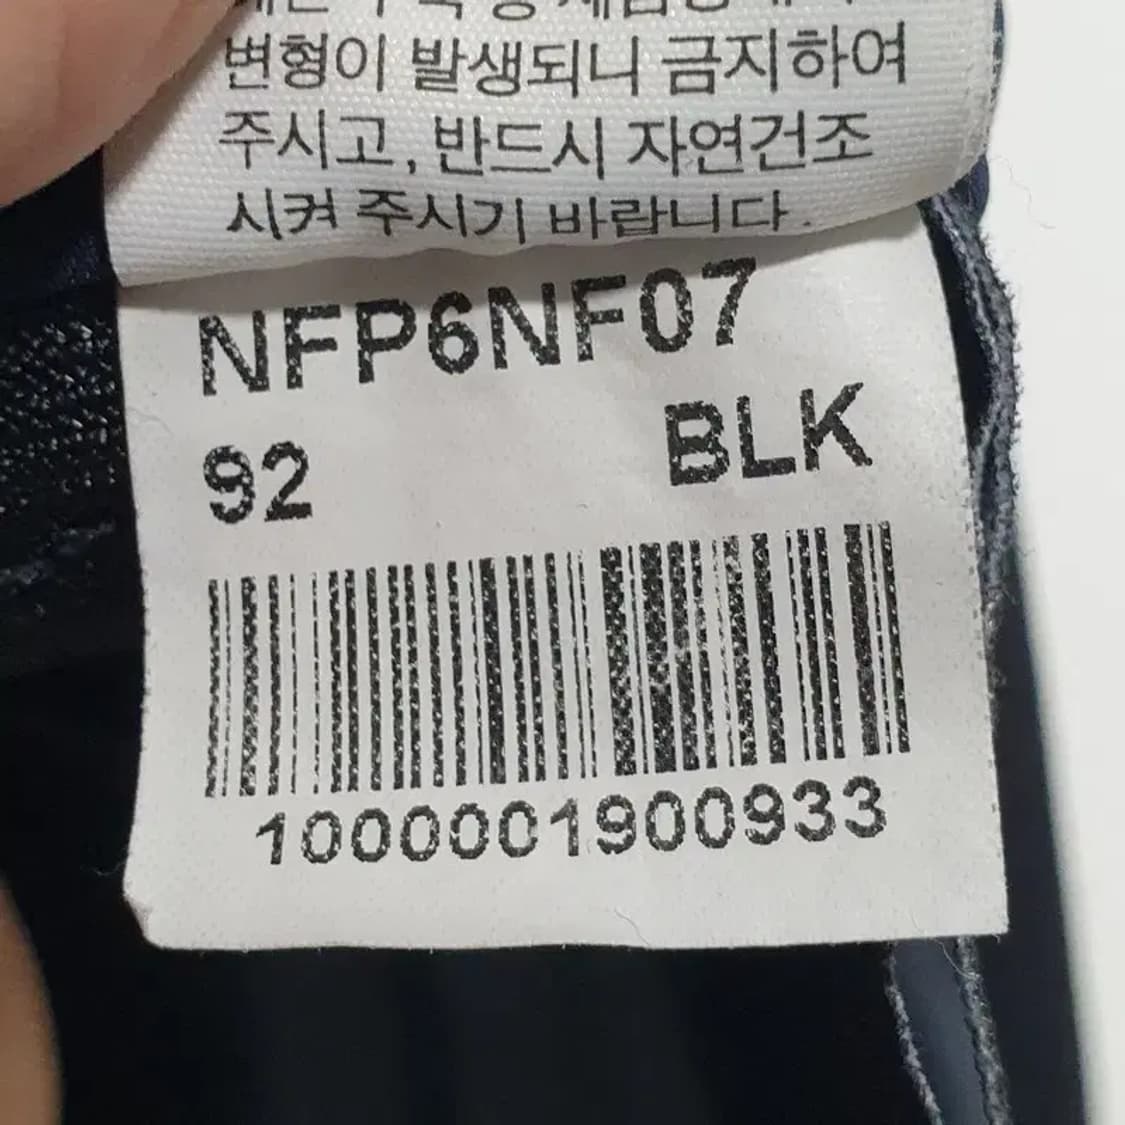 변형이 발생되니 금지하여
주시고, 반드시 자연건조
시켜 주시기 바랍니다.
NFP6NF07
92 BLK
1000001900933